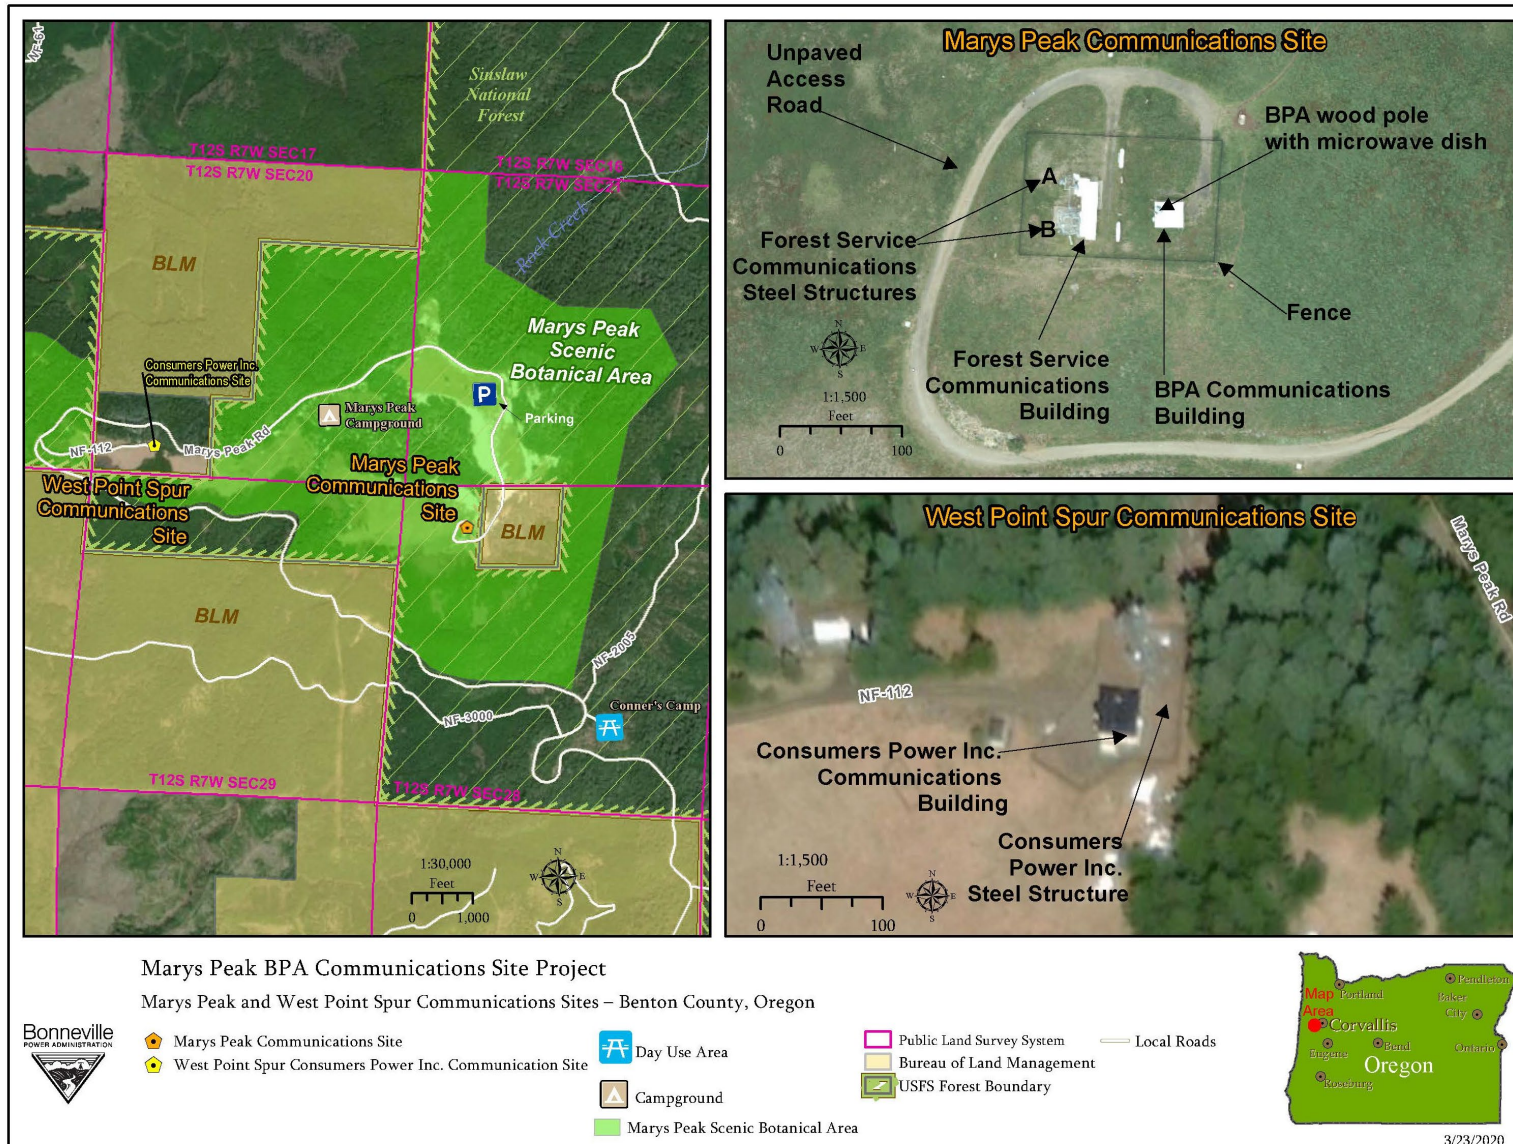 NF-61
Sinslaw
National
Forest
T12S R7W SEC17
T12S R7W SEC20
T12S R7W SEC16
T12S R7W SEC21
Rock Creek
BLM
Marys Peak
Scenic
Botanical Area
Consumers Power Inc.
Communications Site
P
Parking
Marys Peak
Campground
NF-112
Marys Peak Rd
Marys Peak
Communications
Site
West Point Spur
Communications
Site
BLM
BLM
NF-2005
Conner's Camp
NF-3000
T12S R7W SEC29
T12S R7W SEC28
1:30,000
Feet
0 1,000
N
W E
S
Marys Peak Communications Site
Unpaved
Access
Road
BPA wood pole
with microwave dish
A
B
Forest Service
Communications
Steel Structures
Fence
N
W E
S
Forest Service
Communications
Building
BPA Communications
Building
1:1,500
Feet
0 100
West Point Spur Communications Site
Marys Peak Rd
NF-112
Consumers Power Inc.
Communications
Building
Consumers
Power Inc.
Steel Structure
1:1,500
Feet
0 100
N
W E
S
Marys Peak BPA Communications Site Project
Marys Peak and West Point Spur Communications Sites – Benton County, Oregon
Bonneville
POWER ADMINISTRATION
Marys Peak Communications Site
West Point Spur Consumers Power Inc. Communication Site
Day Use Area
Campground
Marys Peak Scenic Botanical Area
Public Land Survey System
Bureau of Land Management
USFS Forest Boundary
Local Roads
Map
Area
Portland
Pendleton
Baker
City
Corvallis
Eugene
Bend
Ontario
Oregon
Roseburg
3/23/2020